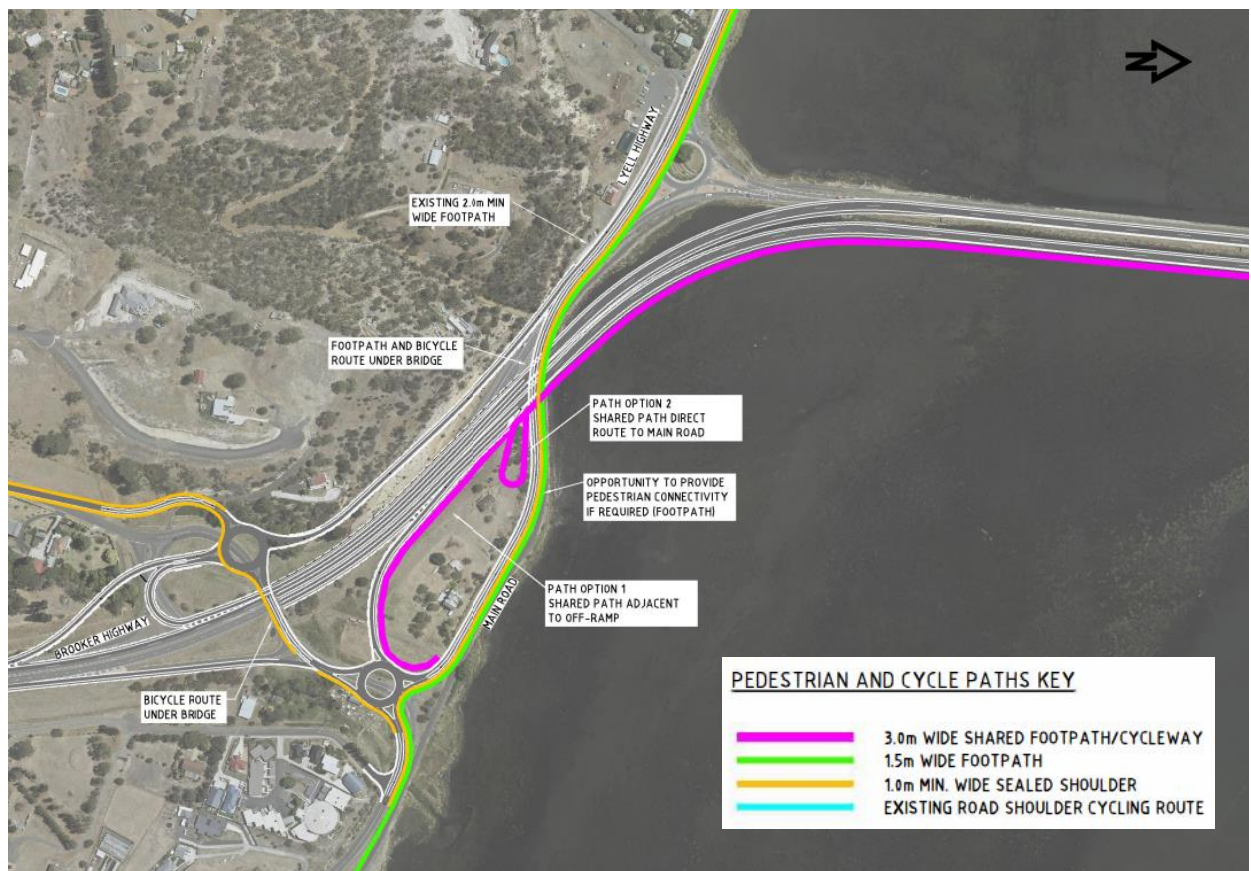 N
LYELL HIGHWAY
EXISTING 2.0m MIN
WIDE FOOTPATH
FOOTPATH AND BICYCLE
ROUTE UNDER BRIDGE
PATH OPTION 2
SHARED PATH DIRECT
ROUTE TO MAIN ROAD
OPPORTUNITY TO PROVIDE
PEDESTRIAN CONNECTIVITY
IF REQUIRED (FOOTPATH)
PATH OPTION 1
SHARED PATH ADJACENT
TO OFF-RAMP
MAIN ROAD
BROOKER HIGHWAY
BICYCLE ROUTE
UNDER BRIDGE
PEDESTRIAN AND CYCLE PATHS KEY
3.0m WIDE SHARED FOOTPATH/CYCLEWAY
1.5m WIDE FOOTPATH
1.0m MIN. WIDE SEALED SHOULDER
EXISTING ROAD SHOULDER CYCLING ROUTE